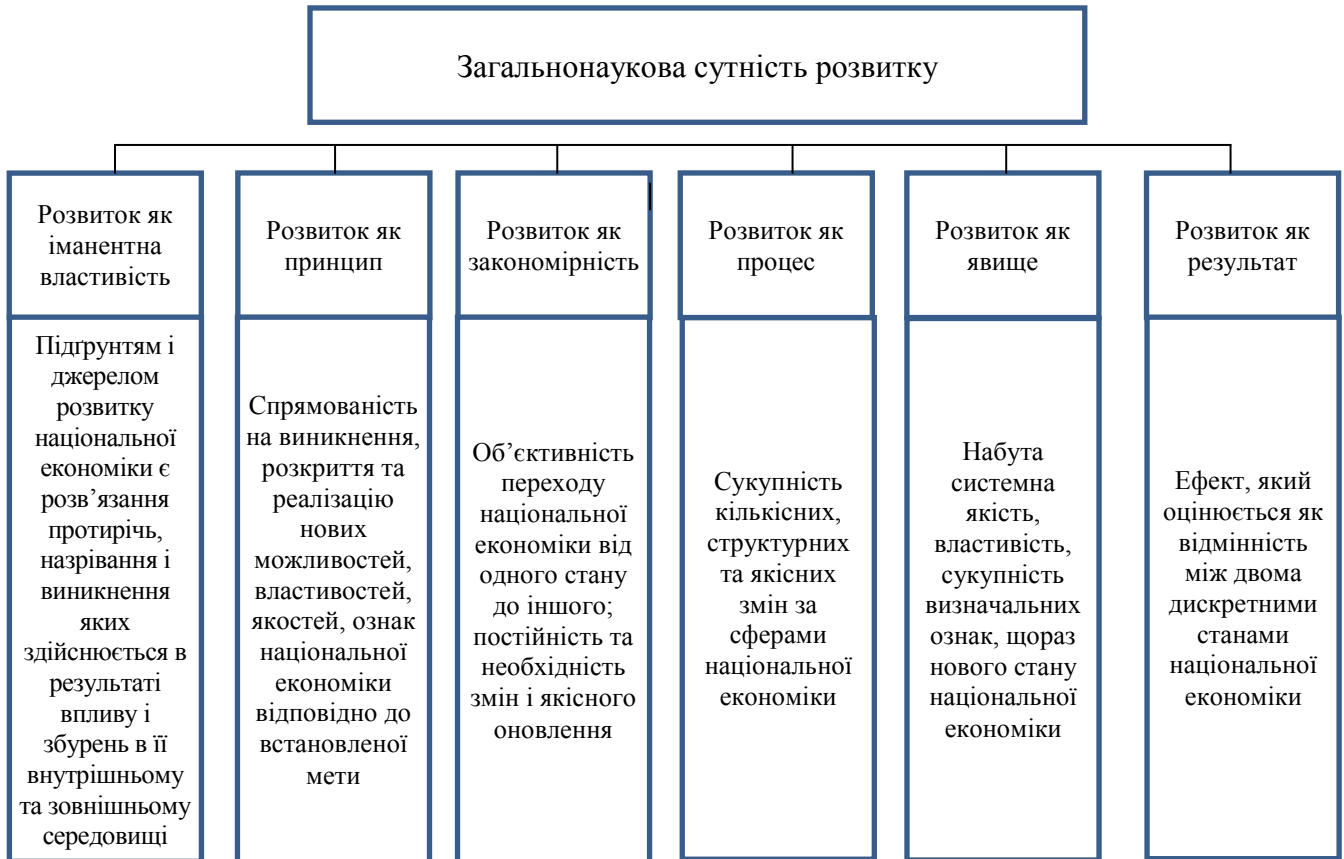 Загальнонаукова сутність розвитку
Розвиток як
іманентна
властивість
Розвиток як
принцип
Розвиток як
закономірність
Розвиток як
процес
Розвиток як
явище
Розвиток як
результат
Підґрунтям і
джерелом
розвитку
національної
економіки є
розв’язання
протирічь,
назрівання і
виникнення
яких
здійснюється в
результаті
впливу і
збурень в її
внутрішньому
та зовнішньому
середовищі
Спрямованість
на виникнення,
розкриття та
реалізацію
нових
можливостей,
властивостей,
якостей, ознак
національної
економіки
відповідно до
встановленої
мети
Об’єктивність
переходу
національної
економіки від
одного стану
до іншого;
постійність та
необхідність
змін і якісного
оновлення
Сукупність
кількісних,
структурних
та якісних
змін за
сферами
національної
економіки
Набута
системна
якість,
властивість,
сукупність
визначальних
ознак, щораз
нового стану
національної
економіки
Ефект, який
оцінюється як
відмінність
між двома
дискретними
станами
національної
економіки